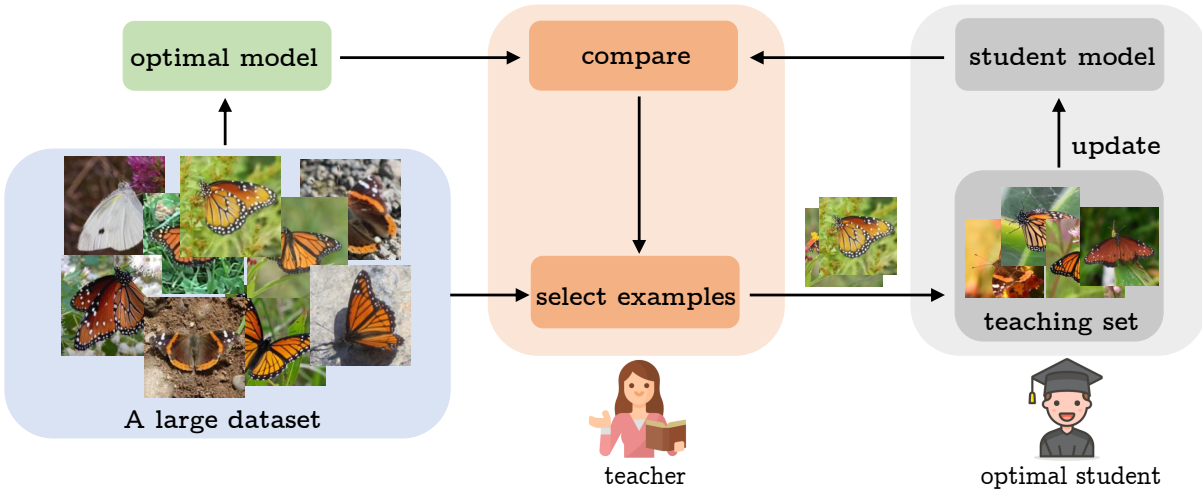 optimal model
compare
student model
update
select examples
teaching set
A large dataset
teacher
optimal student